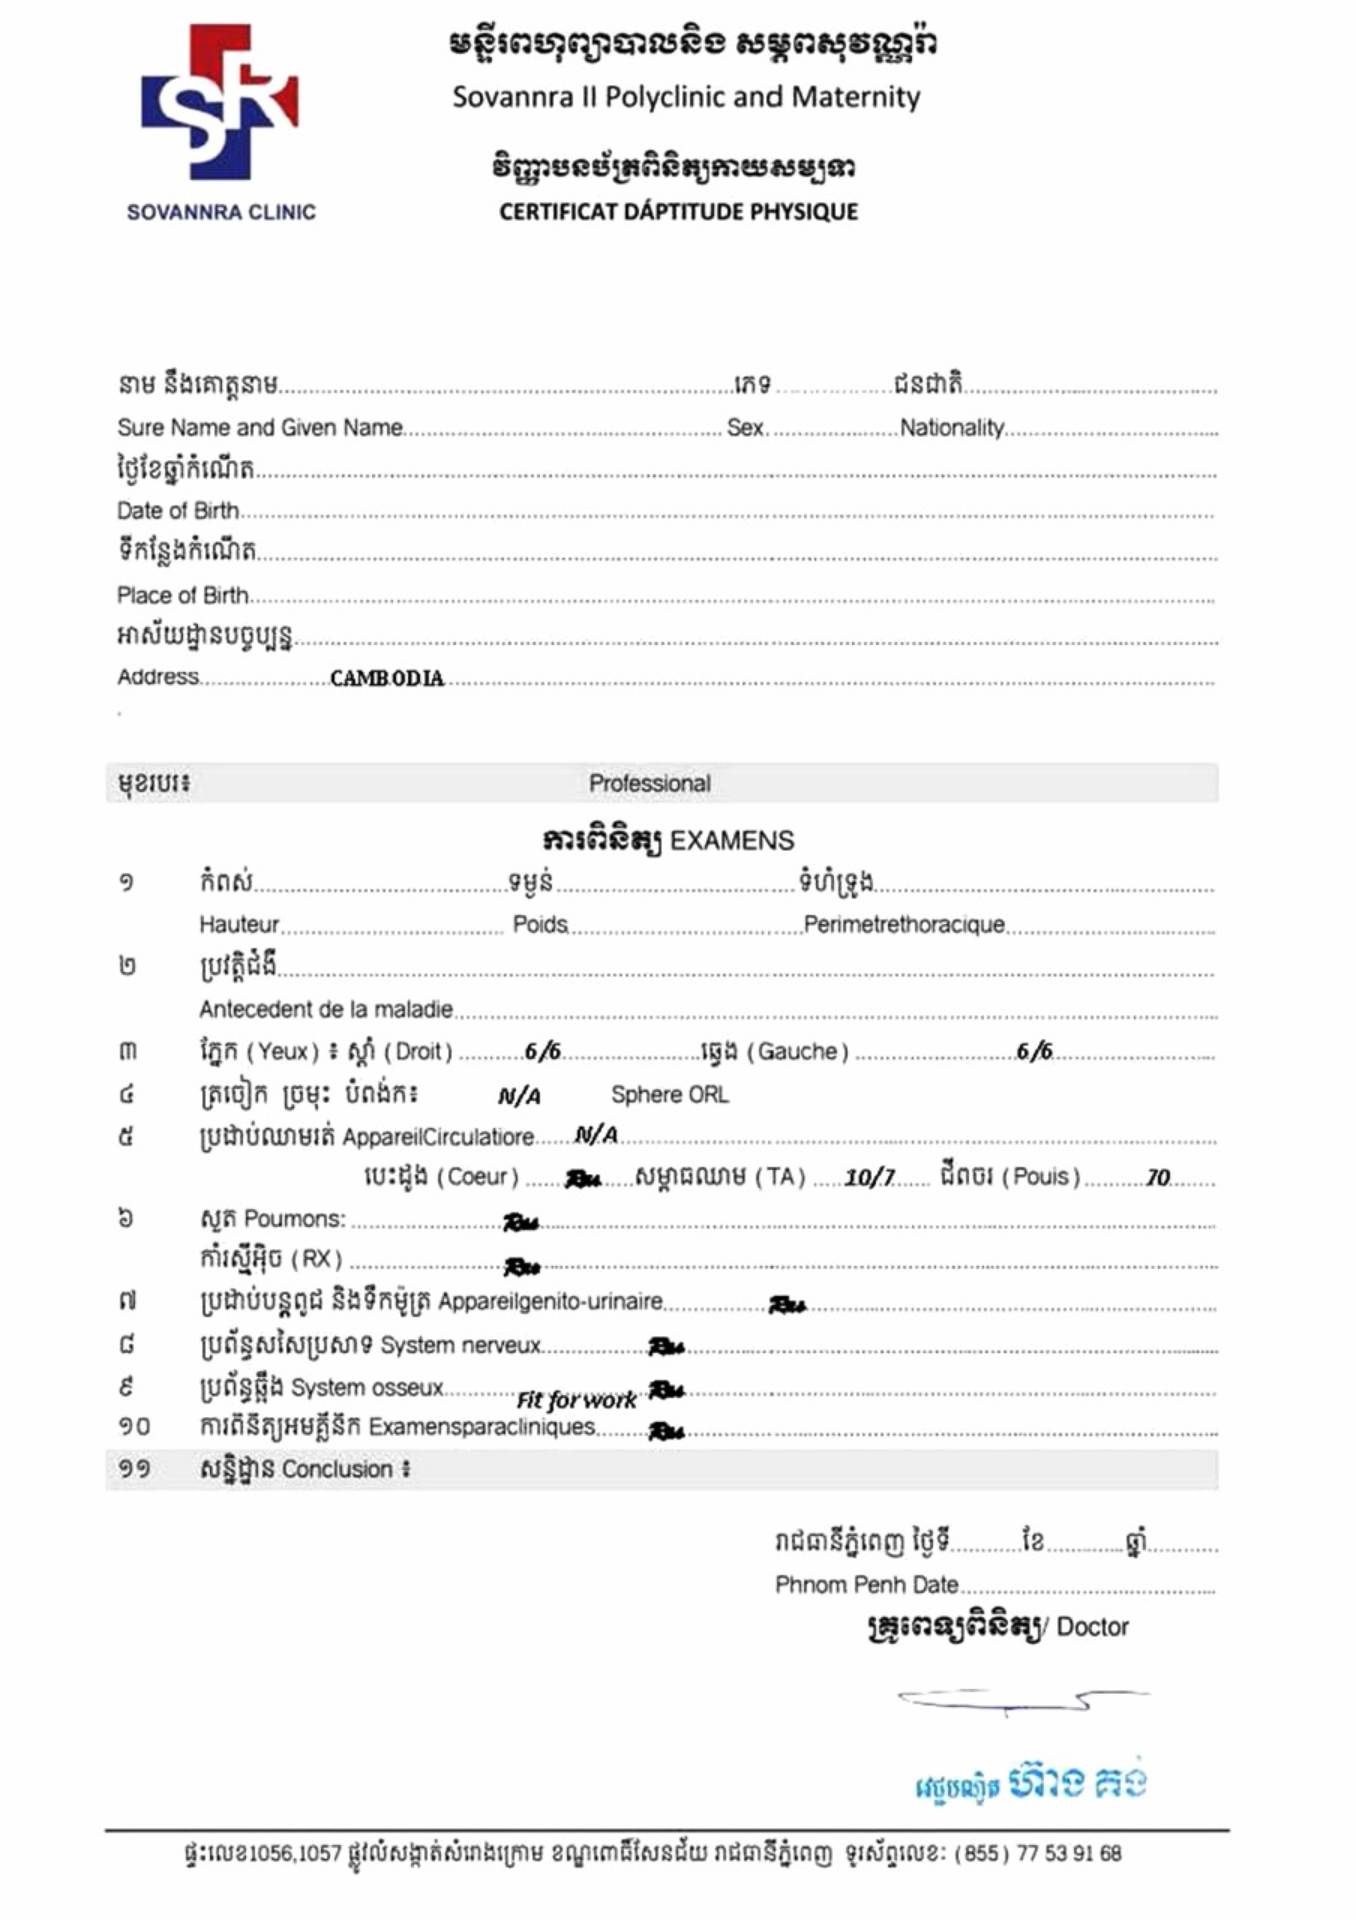 មន្ទីរពហុព្យាបាលនិង សម្ភពសុវណ្ណរ៉ា
SR
Sovannra II Polyclinic and Maternity
វិញ្ញាបនប័ត្រពិនិត្យកាយសម្បទា
SOVANNRA CLINIC
CERTIFICAT DÁPTITUDE PHYSIQUE
នាម នឹងគោត្តនាម..........ភេទ..........ជនជាតិ..........
Sure Name and Given Name..........Sex..........Nationality..........
ថ្ងៃខែឆ្នាំកំណើត..........
Date of Birth..........
ទីកន្លែងកំណើត..........
Place of Birth..........
អាស័យដ្ឋានបច្ចប្បន្ន..........
Address..........CAMBODIA..........
មុខរបរ៖ Professional
ការពិនិត្យ EXAMENS
១ កំពស់..........ទម្ងន់..........ទំហំទ្រូង..........
Hauteur..........Poids..........Perimetrethoracique..........
២ ប្រវត្តិជំងឺ..........
Antecedent de la maladie..........
៣ ភ្នែក (Yeux) ៖ ស្តាំ (Droit) ..........6/6..........ឆ្វេង (Gauche) ..........6/6..........
៤ ត្រចៀក ច្រមុះ បំពង់ក៖ N/A Sphere ORL
៥ ប្រដាប់ឈាមរត់ AppareilCirculatiore.....N/A..........
បេះដូង (Coeur) ..........សម្ពាធឈាម (TA) .....10/7...... ជីពចរ (Pouis)..........70.......
៦ សួត Poumons: ..........
កាំរស្មីអ៊ិច (RX) ..........
៧ ប្រដាប់បន្តពូជ និងទឹកម៉ូត្រ Appareilgenito-urinaire..........
៨ ប្រព័ន្ធសសៃប្រសាទ System nerveux..........
៩ ប្រព័ន្ធឆ្អឹង System osseux..........
Fit for work
១០ ការពិនិត្យអមគ្លីនិក Examensparacliniques..........
១១ សន្និដ្ឋាន Conclusion ៖
រាជធានីភ្នំពេញ ថ្ងៃទី..........ខែ..........ឆ្នាំ..........
Phnom Penh Date..........
គ្រូពេទ្យពិនិត្យ/ Doctor
វេជ្ជបណ្ឌិត ហ៊ាង គង់
ផ្ទះលេខ1056,1057 ផ្លូវលំសង្កាត់សំរោងក្រោម ខណ្ឌពោធិ៍សែនជ័យ រាជធានីភ្នំពេញ ទូរស័ព្ទលេខៈ (855) 77 53 91 68